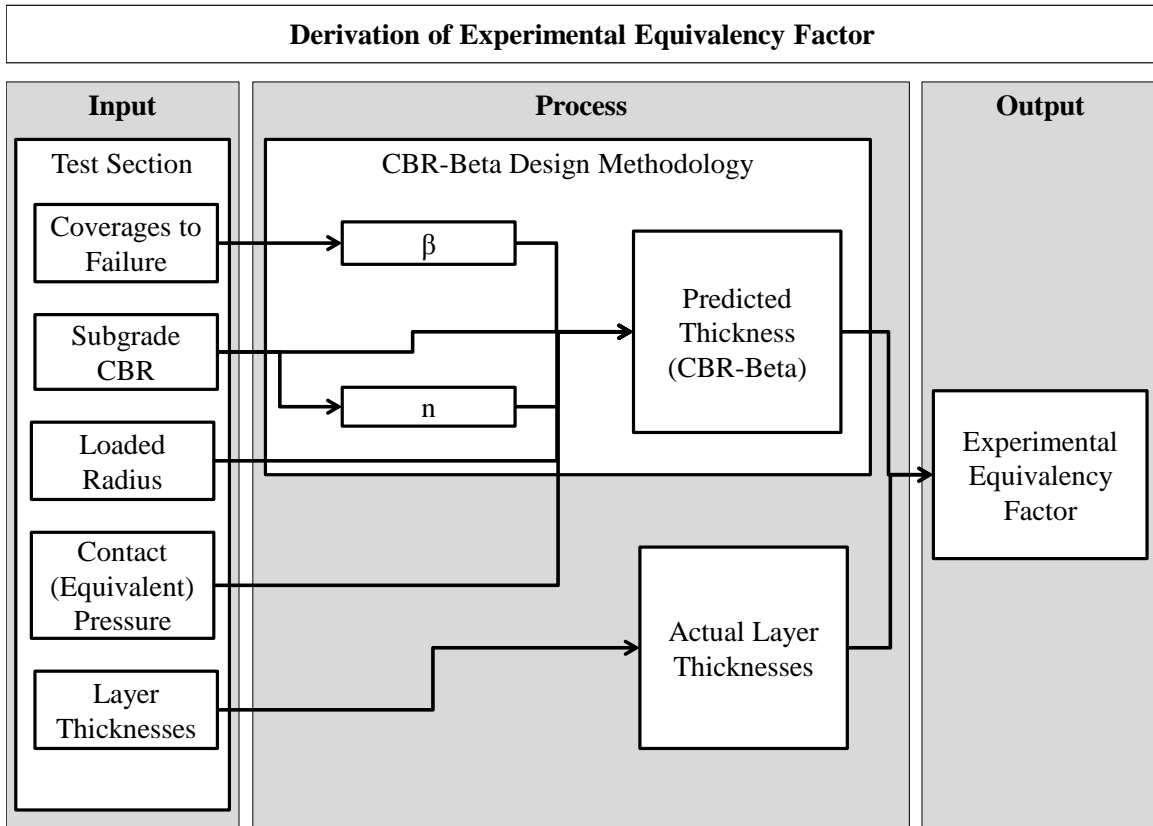 Derivation of Experimental Equivalency Factor
Input
Test Section
Coverages to
Failure
Subgrade
CBR
Loaded
Radius
Contact
(Equivalent)
Pressure
Layer
Thicknesses
Process
CBR-Beta Design Methodology
β
n
Predicted
Thickness
(CBR-Beta)
Actual Layer
Thicknesses
Output
Experimental
Equivalency
Factor